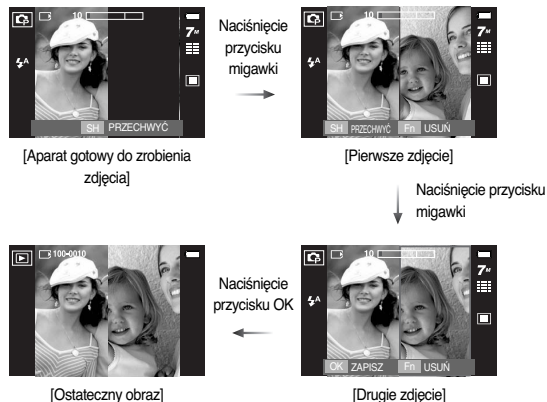 10
7M
A
SH PRZECHWYĆ
[Aparat gotowy do zrobienia
zdjęcia]
Naciśnięcie
przycisku
migawki
10
7M
A
SH PRZECHWYĆ Fn USUŃ
[Pierwsze zdjęcie]
Naciśnięcie przycisku
migawki
10
7M
A
OK ZAPISZ Fn USUŃ
[Drugie zdjęcie]
Naciśnięcie
przycisku OK
100-0010
[Ostateczny obraz]